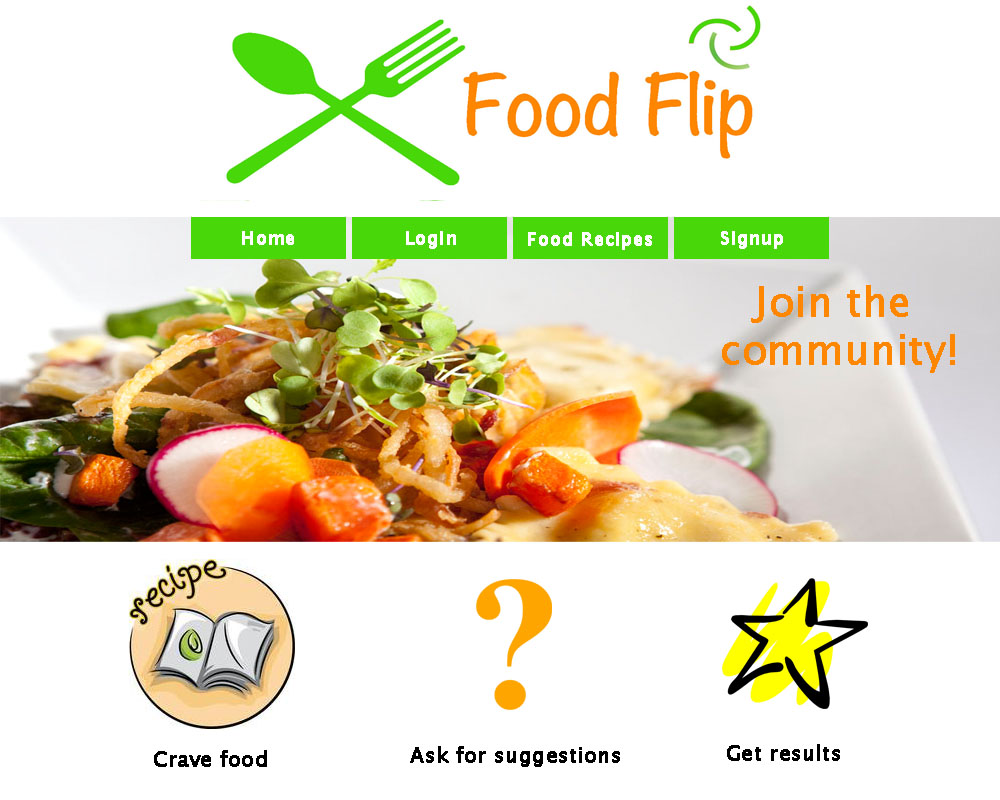 Food Flip
Home
Login
Food Recipes
Signup
Join the
community!
recipe
Crave food
Ask for suggestions
Get results